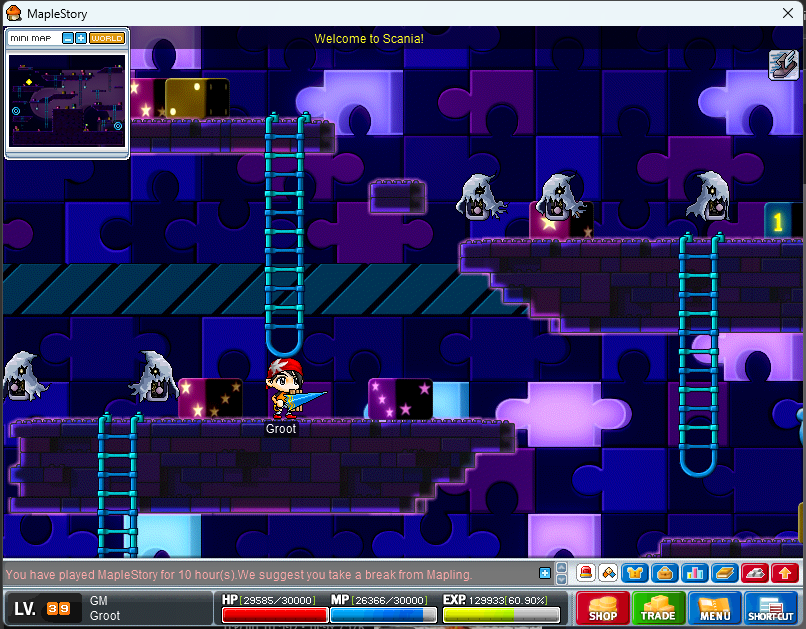 MapleStory
MINI MAP
WORLD
Welcome to Scania!
1
Groot
You have played MapleStory for 10 hour(s).We suggest you take a break from Mapling.
LV. 39
GM
Groot
HP[29585/30000] MP[26366/30000] EXP 129933[60.90%]
SHOP TRADE MENU SHORTCUT